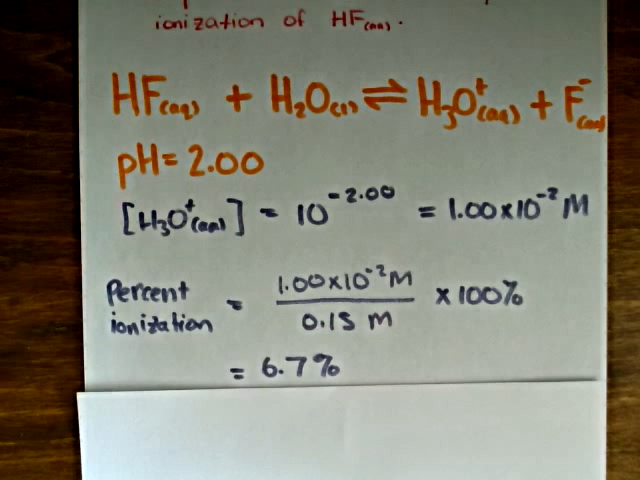 ionization of HF(aq).
HF(aq) + H₂O(l) ⇌ H₃O⁺(aq) + F⁻(aq)
pH = 2.00
[H₃O⁺(aq)] = 10⁻²·⁰⁰ = 1.00×10⁻² M
Percent ionization = 1.00×10⁻² M / 0.15 M × 100%
= 6.7%